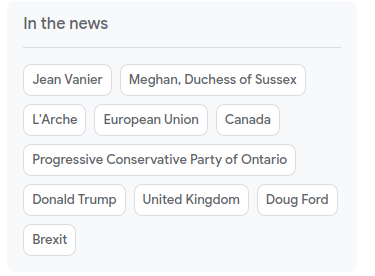 In the news
Jean Vanier Meghan, Duchess of Sussex
L'Arche European Union Canada
Progressive Conservative Party of Ontario
Donald Trump United Kingdom Doug Ford
Brexit